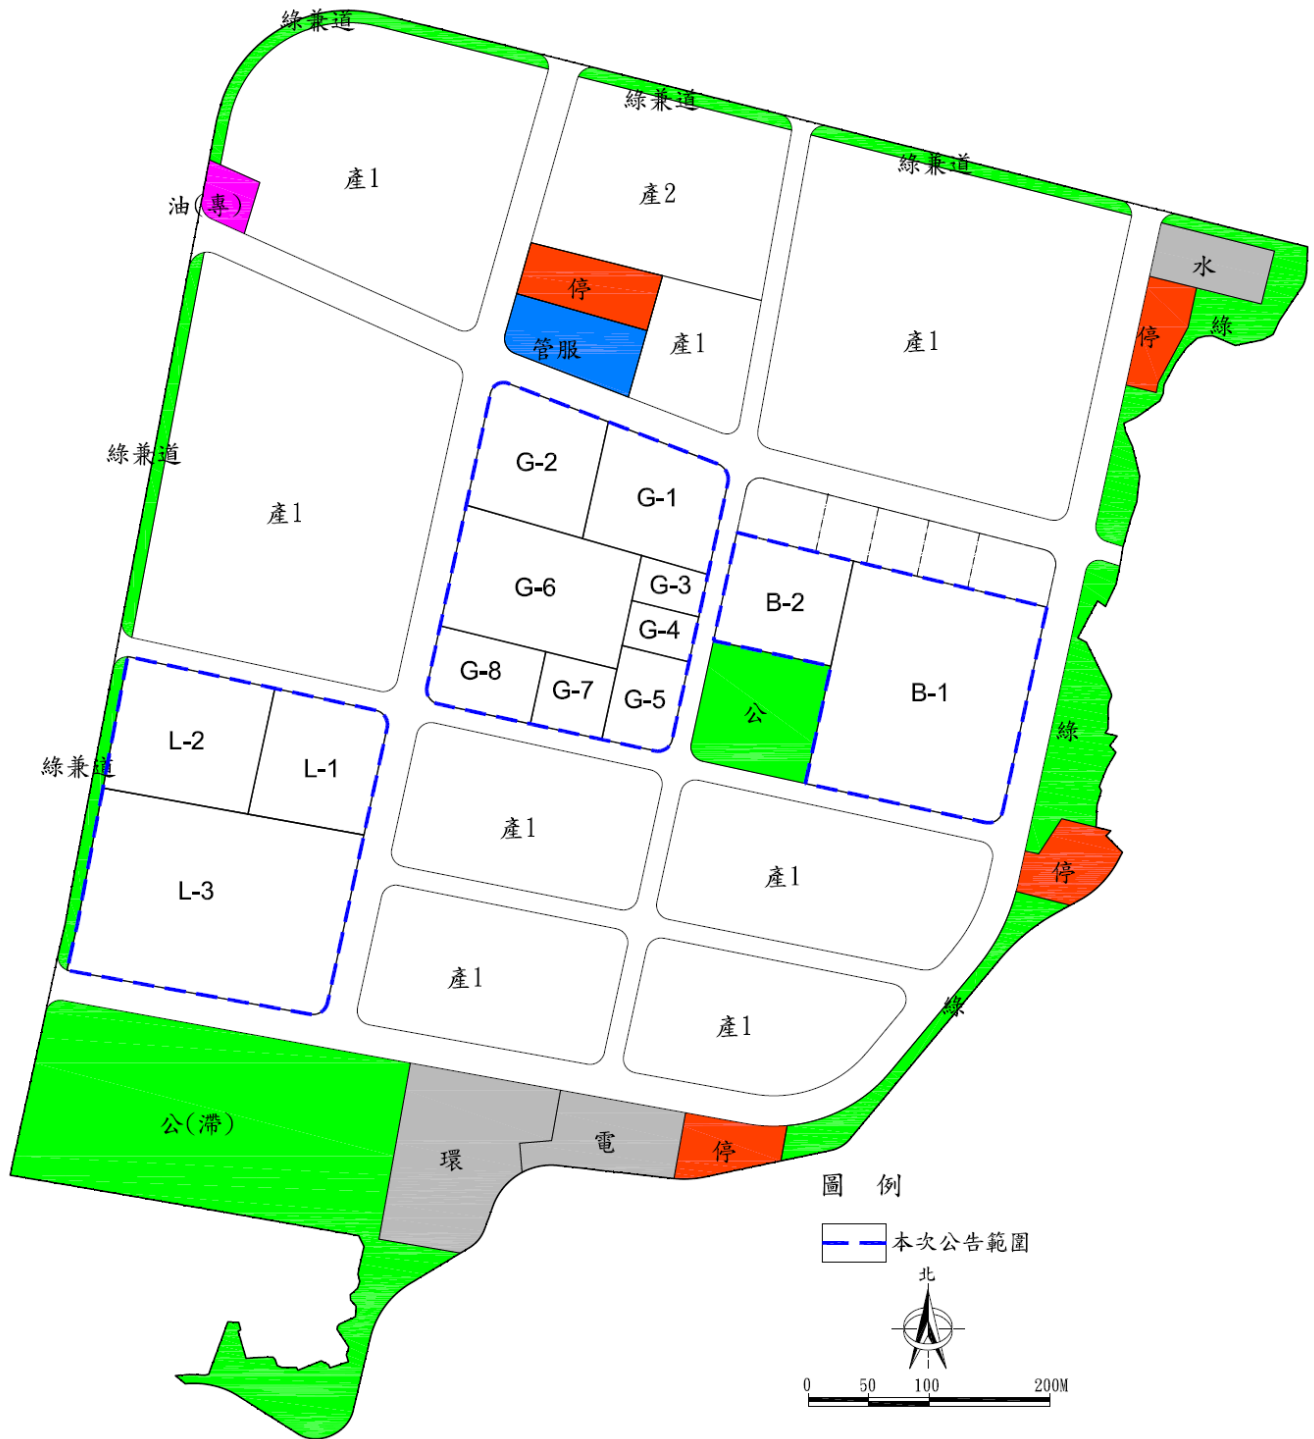 綠兼道
綠兼道
綠兼道
產1
產2
油(專)
水
停
綠
管服
產1
產1
停
綠兼道
G-2
G-1
產1
G-6
G-3
B-2
G-4
G-8
G-7
G-5
B-1
公
綠
L-2
L-1
綠兼道
產1
產1
停
L-3
產1
綠
產1
公(滯)
環
電
停
圖 例
本次公告範圍
北
0 50 100 200M